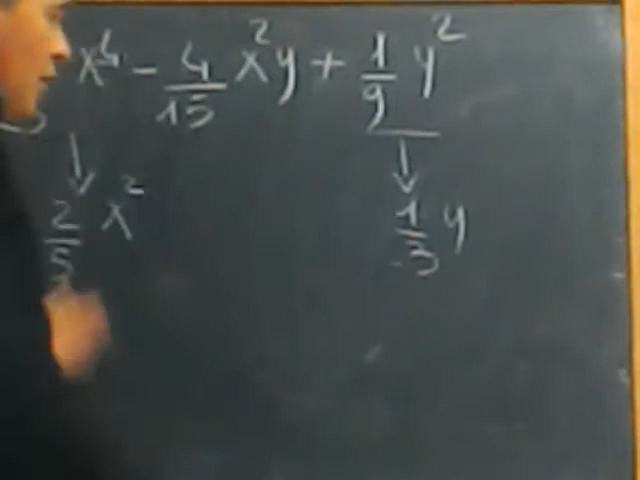 x⁴ - 4/15 x²y + 1/9 y²
2/5 x² 1/3 y